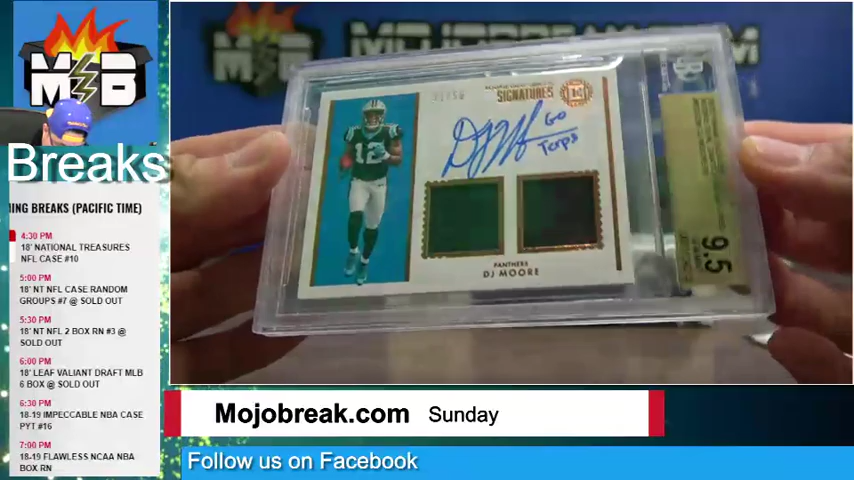 MOJOBREAK.COM
MB
SIGNATURES
DJM Go
Terps
12
PANTHERS
DJ MOORE
9.5
Breaks
ING BREAKS (PACIFIC TIME)
4:30 PM
18' NATIONAL TREASURES
NFL CASE #10
5:00 PM
18' NT NFL CASE RANDOM
GROUPS #7 @ SOLD OUT
5:30 PM
18' NT NFL 2 BOX RN #3 @
SOLD OUT
6:00 PM
18' LEAF VALIANT DRAFT MLB
6 BOX @ SOLD OUT
6:30 PM
18-19 IMPECCABLE NBA CASE
PYT #16
7:00 PM
18-19 FLAWLESS NCAA NBA
BOX RN
Mojobreak.com Sunday
Follow us on Facebook